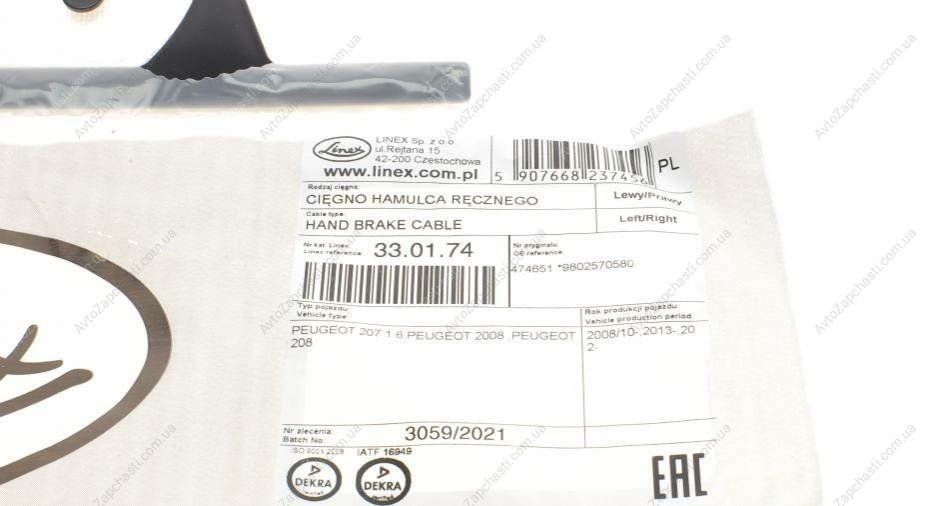 Linex
LINEX Sp. z o o
ul.Rejtana 15
42-200 Czestochowa
www.linex.com.pl
5 907668 237456
PL
Rodzaj cięgna:
CIĘGNO HAMULCA RĘCZNEGO
Lewy/Prawy
Cable type:
HAND BRAKE CABLE
Left/Right
Nr kat. Linex:
Linex reference:
33.01.74
Nr oryginału:
OE reference:
474651 *9802570580
Typ pojazdu:
Vehicle type:
Rok produkcji pojazdu:
Vehicle production period:
PEUGEOT 207 1.6,PEUGEOT 2008 ,PEUGEOT
208
2008/10-,2013-,20
2-
Nr zlecenia:
Batch No:
3059/2021
ISO 9001:2008
IATF 16949
DEKRA
DEKRA
EAC
AvtoZapchasti.com.ua